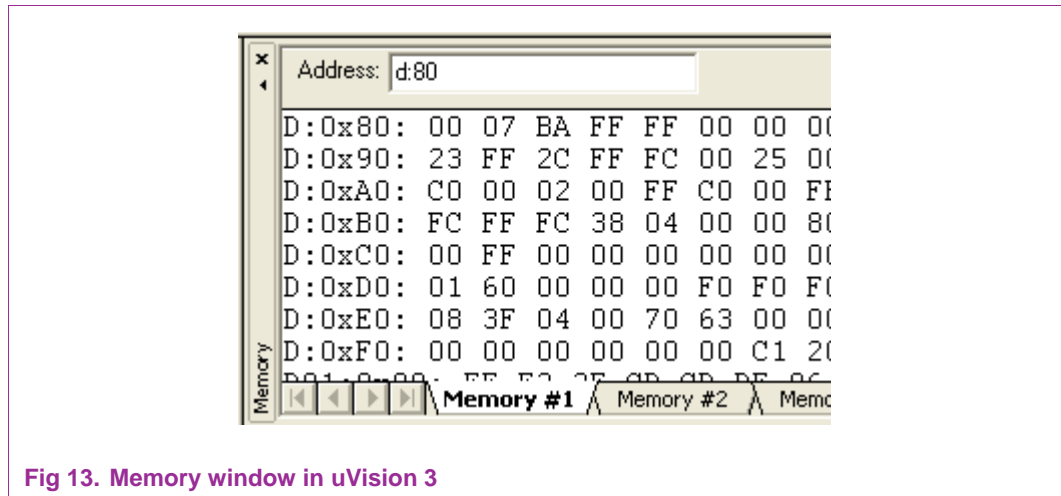 Address: d:80
D:0x80: 00 07 BA FF FF 00 00
D:0x90: 23 FF 2C FF FC 00 25
D:0xA0: C0 00 02 00 FF C0 00
D:0xB0: FC FF FC 38 04 00 00 80
D:0xC0: 00 FF 00 00 00 00 00
D:0xD0: 01 60 00 00 00 F0 F0
D:0xE0: 08 3F 04 00 70 63 00
D:0xF0: 00 00 00 00 00 00 C1 20
Memory
Memory #1 Memory #2
Fig 13. Memory window in uVision 3